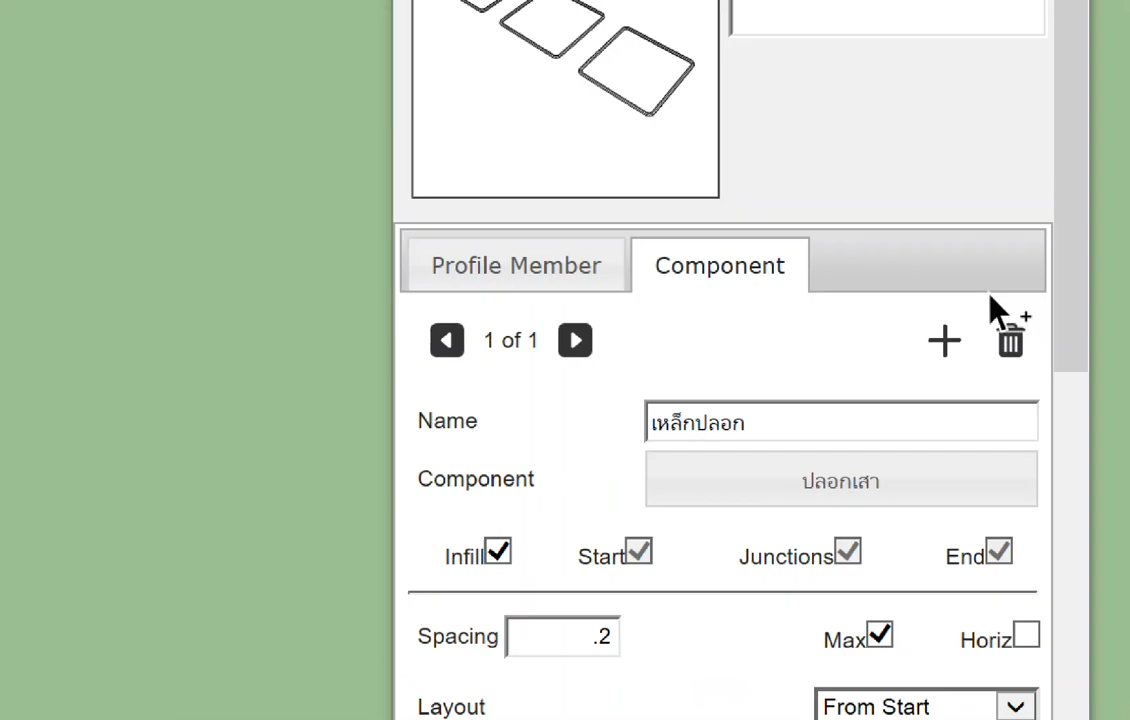 Profile Member Component
1 of 1
Name เหล็กปลอก
Component ปลอกเสา
Infill Start Junctions End
Spacing .2 Max Horiz
Layout From Start